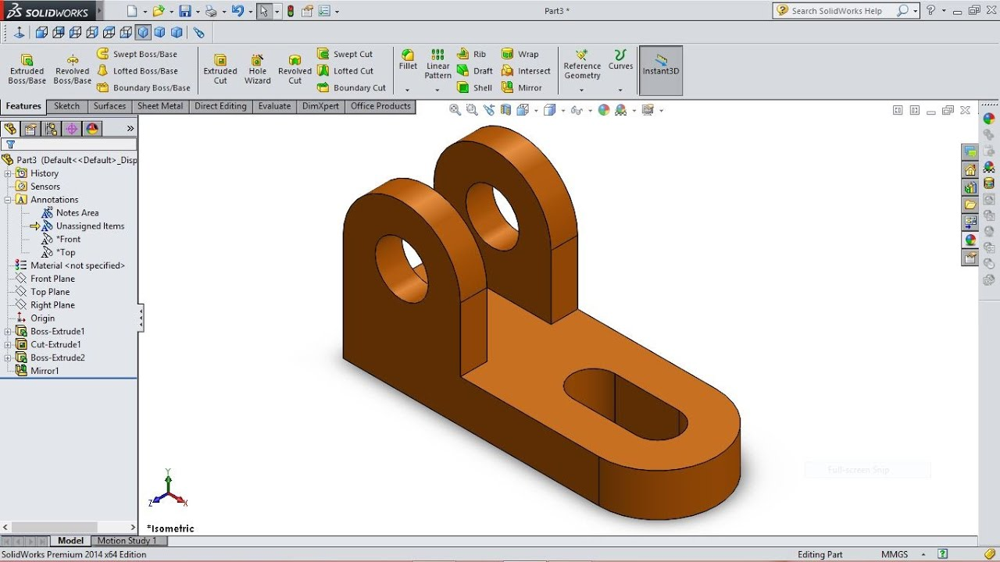 SOLIDWORKS
Part3 *
Search SolidWorks Help
Extruded Boss/Base
Revolved Boss/Base
Swept Boss/Base
Lofted Boss/Base
Boundary Boss/Base
Extruded Cut
Hole Wizard
Revolved Cut
Swept Cut
Lofted Cut
Boundary Cut
Fillet
Linear Pattern
Rib
Draft
Shell
Wrap
Intersect
Mirror
Reference Geometry
Curves
Instant3D
Features Sketch Surfaces Sheet Metal Direct Editing Evaluate DimXpert Office Products
Part3 (Default<<Default>_Disp
History
Sensors
Annotations
Notes Area
Unassigned Items
*Front
*Top
Material <not specified>
Front Plane
Top Plane
Right Plane
Origin
Boss-Extrude1
Cut-Extrude1
Boss-Extrude2
Mirror1
Full-screen Snip
Y
Z
X
*Isometric
Model Motion Study 1
SolidWorks Premium 2014 x64 Edition
Editing Part
MMGS